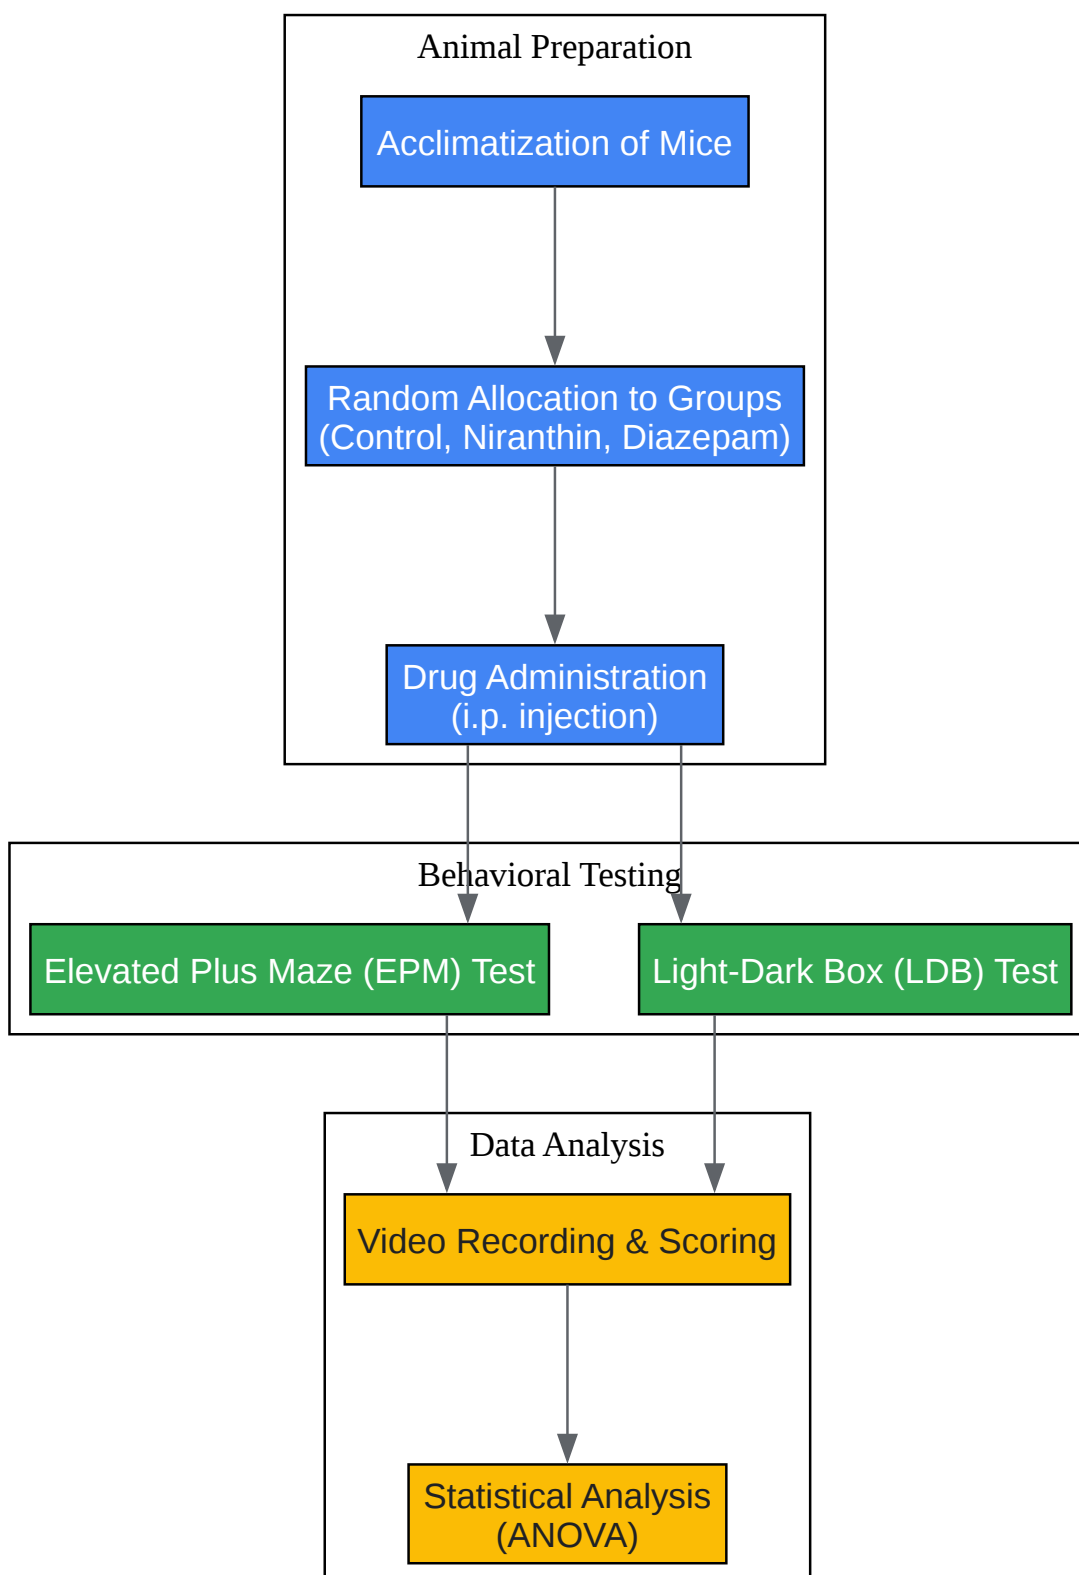 Animal Preparation
Acclimatization of Mice
Random Allocation to Groups
(Control, Niranthin, Diazepam)
Drug Administration
(i.p. injection)
Behavioral Testing
Elevated Plus Maze (EPM) Test
Light-Dark Box (LDB) Test
Data Analysis
Video Recording & Scoring
Statistical Analysis
(ANOVA)